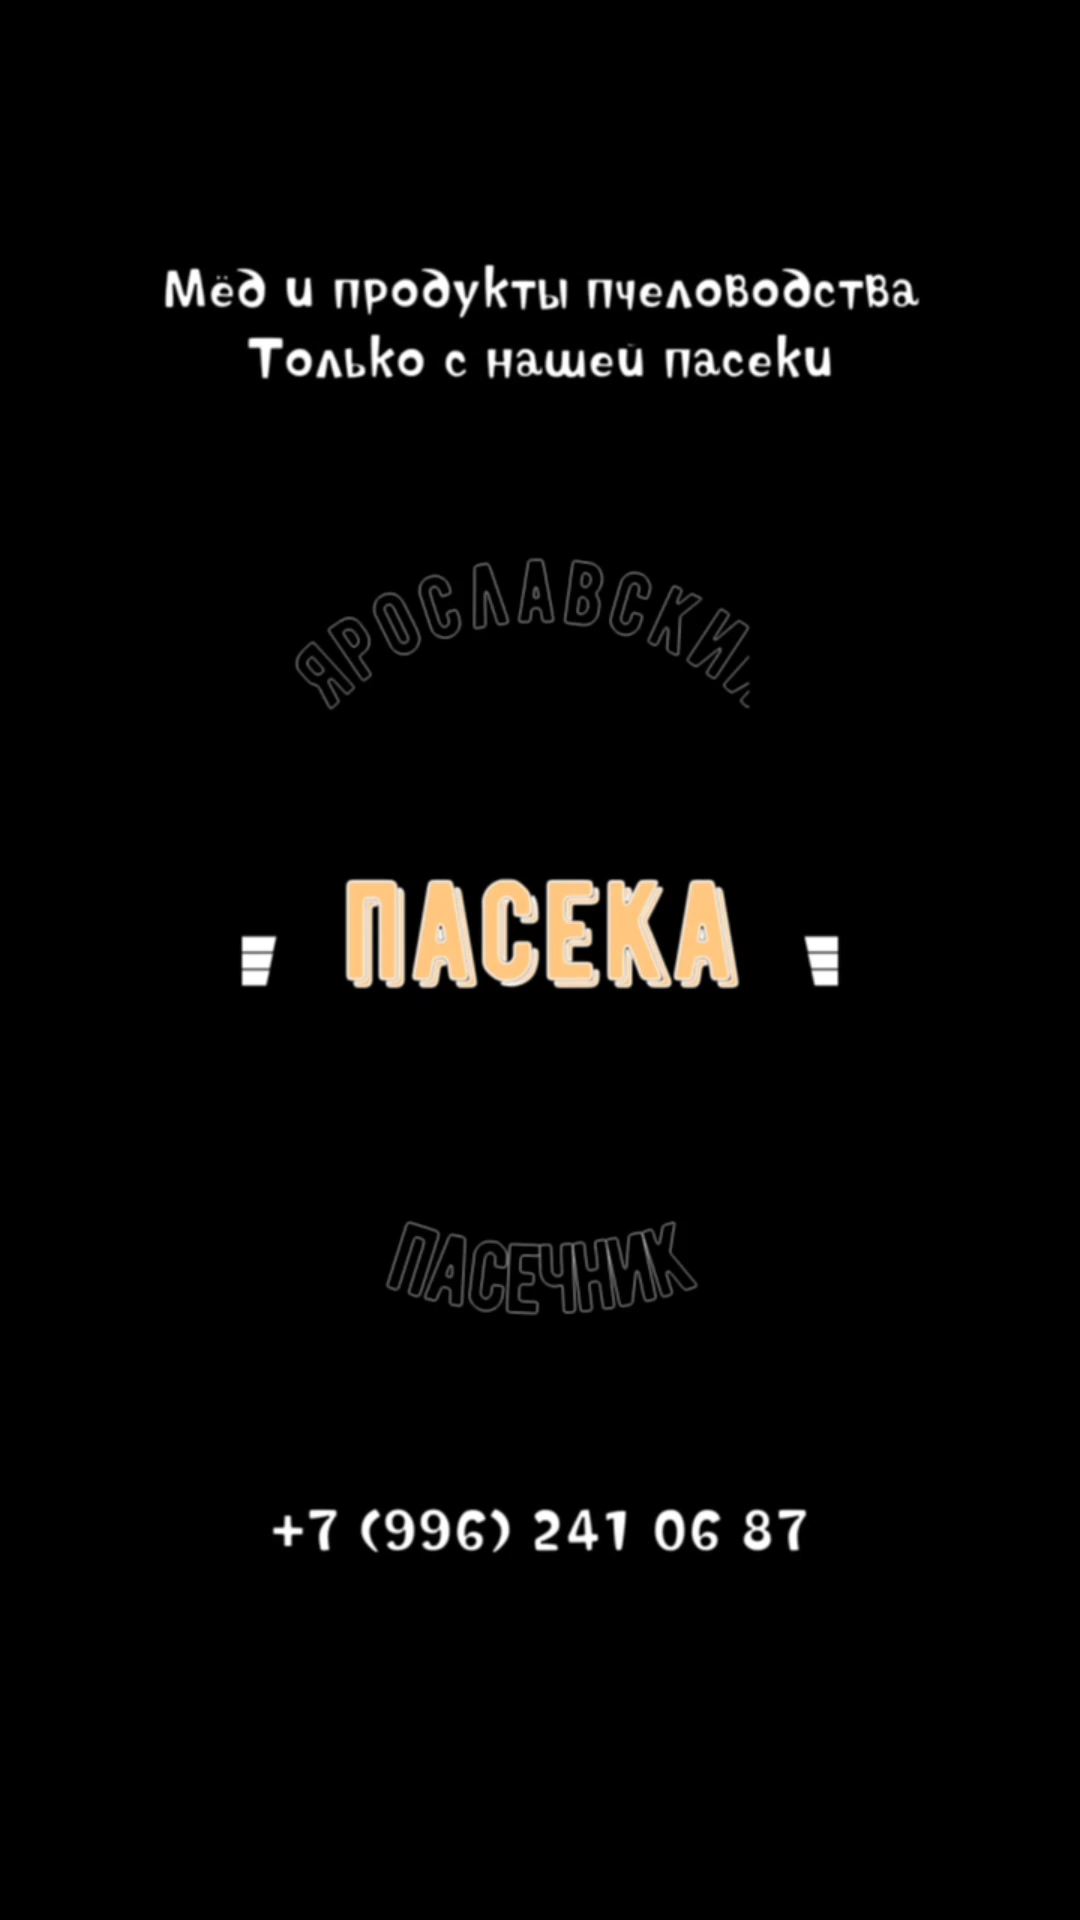 Мёд и продукты пчеловодства
Только с нашей пасеки
ЯРОСЛАВСКИЙ
ПАСЕКА
ПАСЕЧНИК
+7 (996) 241 06 87